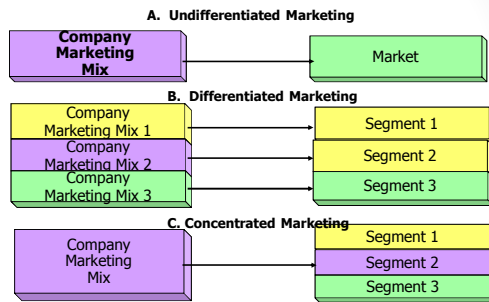 A. Undifferentiated Marketing
Company
Marketing
Mix
Market
B. Differentiated Marketing
Company
Marketing Mix 1
Segment 1
Company
Marketing Mix 2
Segment 2
Company
Marketing Mix 3
Segment 3
C. Concentrated Marketing
Company
Marketing
Mix
Segment 1
Segment 2
Segment 3